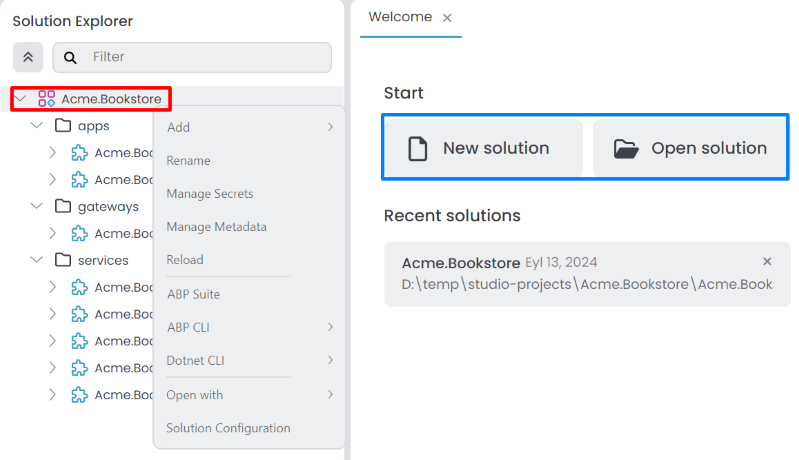 Solution Explorer
Filter
Acme.Bookstore
apps
Acme.Boo
Acme.Boo
gateways
Acme.Boo
services
Acme.Boo
Acme.Boo
Acme.Boo
Acme.Boo
Acme.Boo
Add
Rename
Manage Secrets
Manage Metadata
Reload
ABP Suite
ABP CLI
Dotnet CLI
Open with
Solution Configuration
Welcome
Start
New solution
Open solution
Recent solutions
Acme.Bookstore Eyl 13, 2024
D:\temp\studio-projects\Acme.Bookstore\Acme.Books